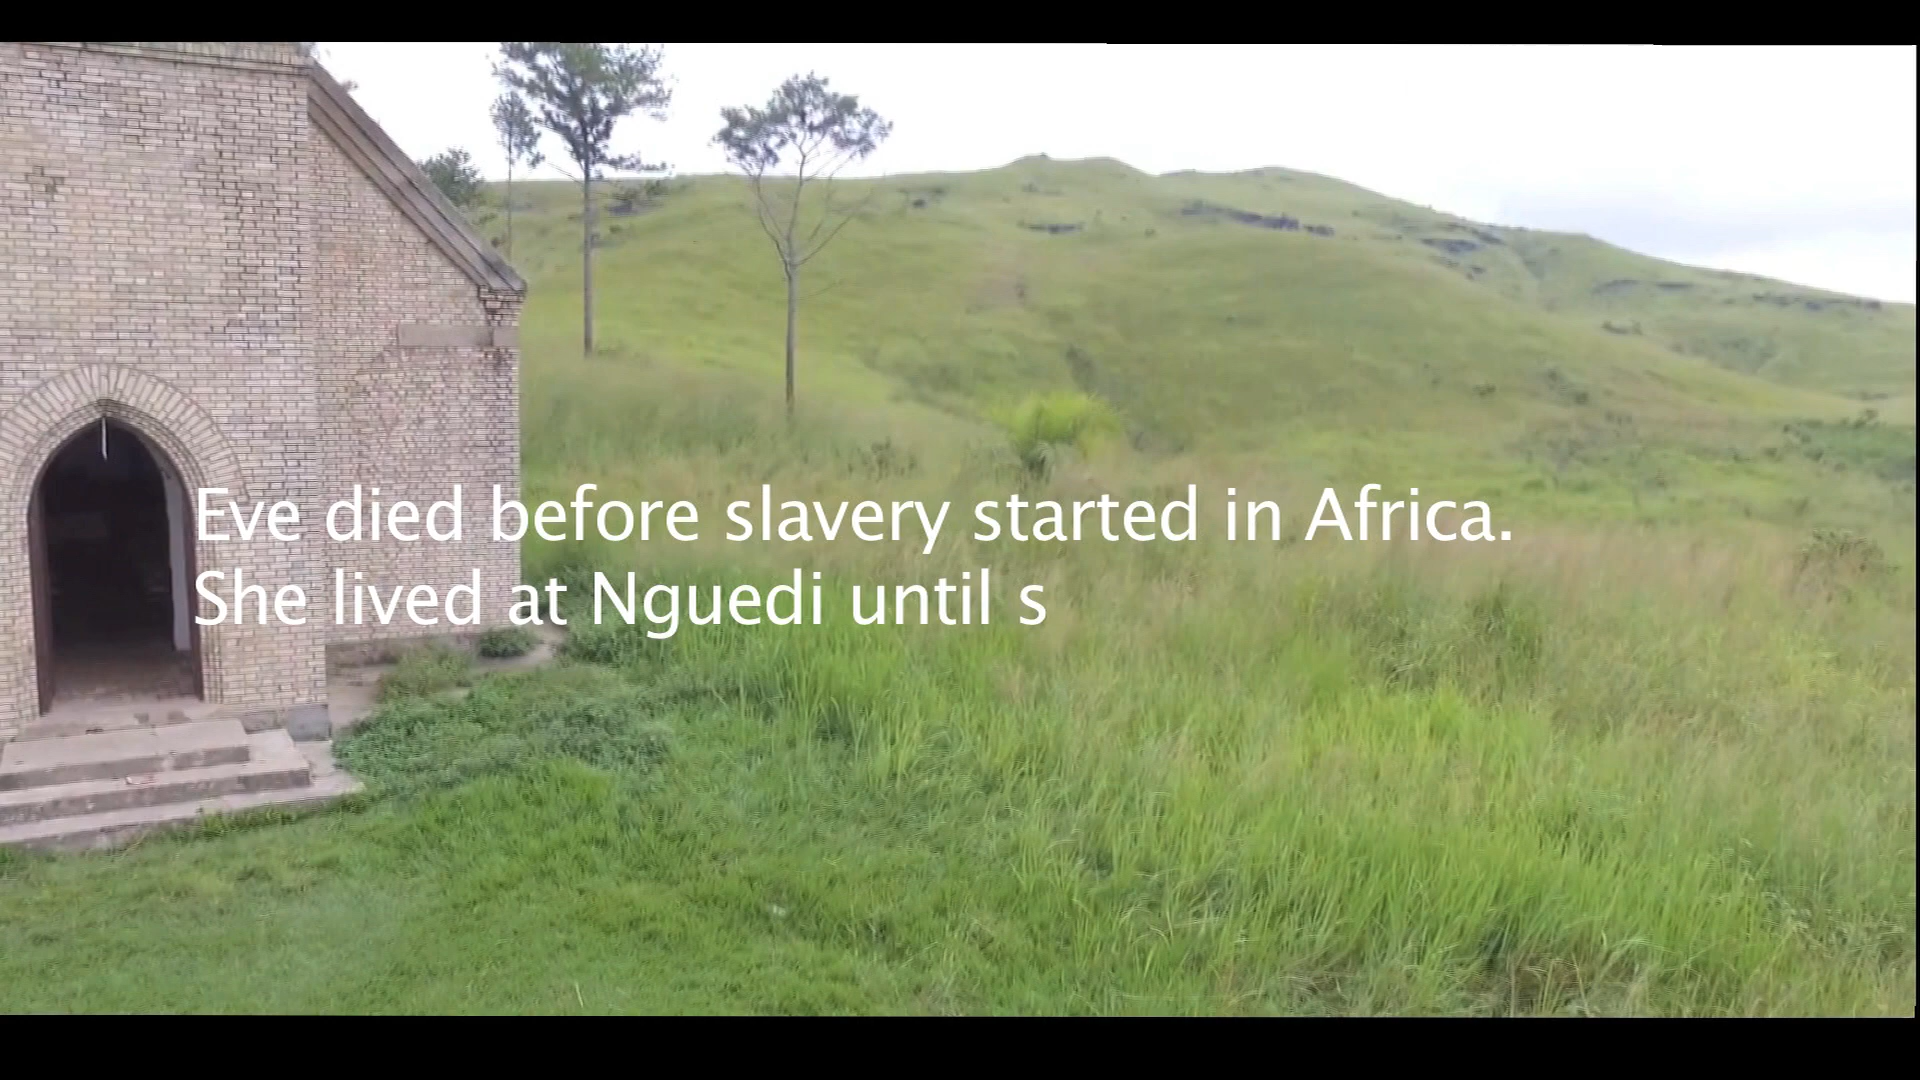 Eve died before slavery started in Africa.
She lived at Nguedi until s